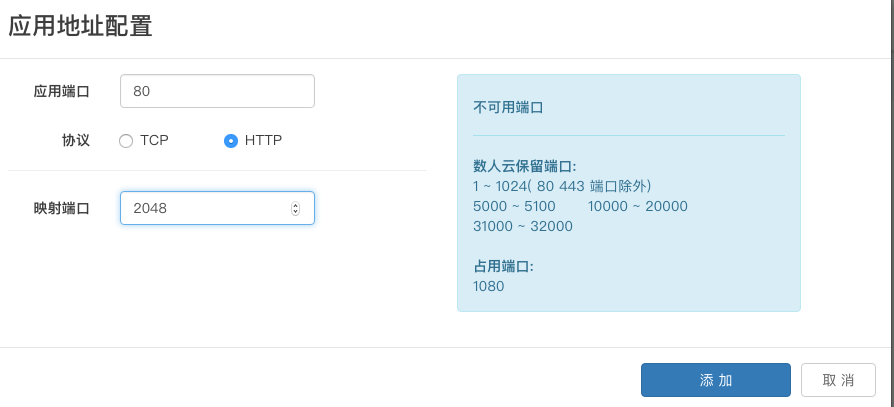 应用地址配置
应用端口 80
协议 TCP HTTP
映射端口 2048
不可用端口
数人云保留端口:
1 ~ 1024( 80 443 端口除外)
5000 ~ 5100 10000 ~ 20000
31000 ~ 32000
占用端口:
1080
添 加 取 消